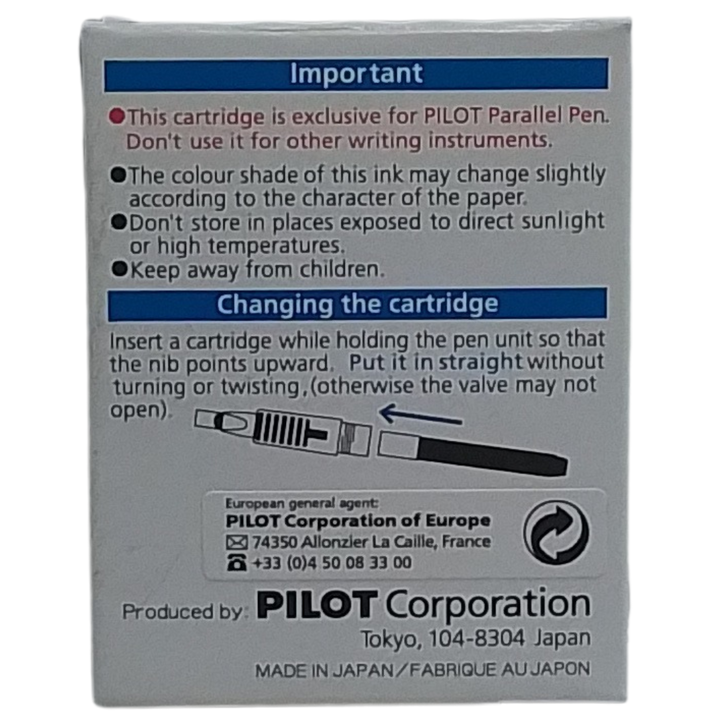 Important
●This cartridge is exclusive for PILOT Parallel Pen.
Don't use it for other writing instruments.
●The colour shade of this ink may change slightly
according to the character of the paper.
●Don't store in places exposed to direct sunlight
or high temperatures.
●Keep away from children.
Changing the cartridge
Insert a cartridge while holding the pen unit so that
the nib points upward. Put it in straight without
turning or twisting,(otherwise the valve may not
open).
European general agent:
PILOT Corporation of Europe
74350 Allonzier La Caille, France
+33 (0)4 50 08 33 00
Produced by: PILOT Corporation
Tokyo, 104-8304 Japan
MADE IN JAPAN/FABRIQUE AU JAPON